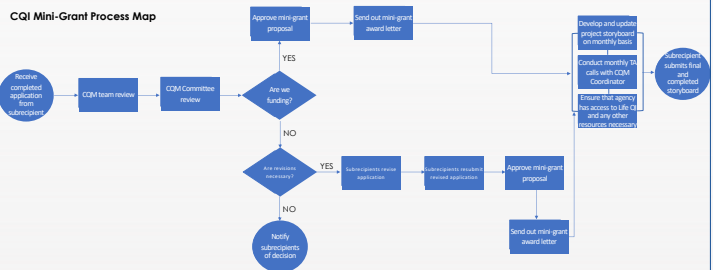 CQI Mini-Grant Process Map
Receive
completed
application
from
subrecipient
CQM team review
CQM Committee
review
Are we
funding?
YES
Approve mini-grant
proposal
Send out mini-grant
award letter
Develop and update
project storyboard
on monthly basis
Conduct monthly TA
calls with CQM
Coordinator
Ensure that agency
has access to Life QI
and any other
resources necessary
Subrecipient
submits final
and
completed
storyboard
NO
Are revisions
necessary?
YES
Subrecipients revise
application
Subrecipients resubmit
revised application
Approve mini-grant
proposal
Send out mini-grant
award letter
NO
Notify
subrecipients
of decision